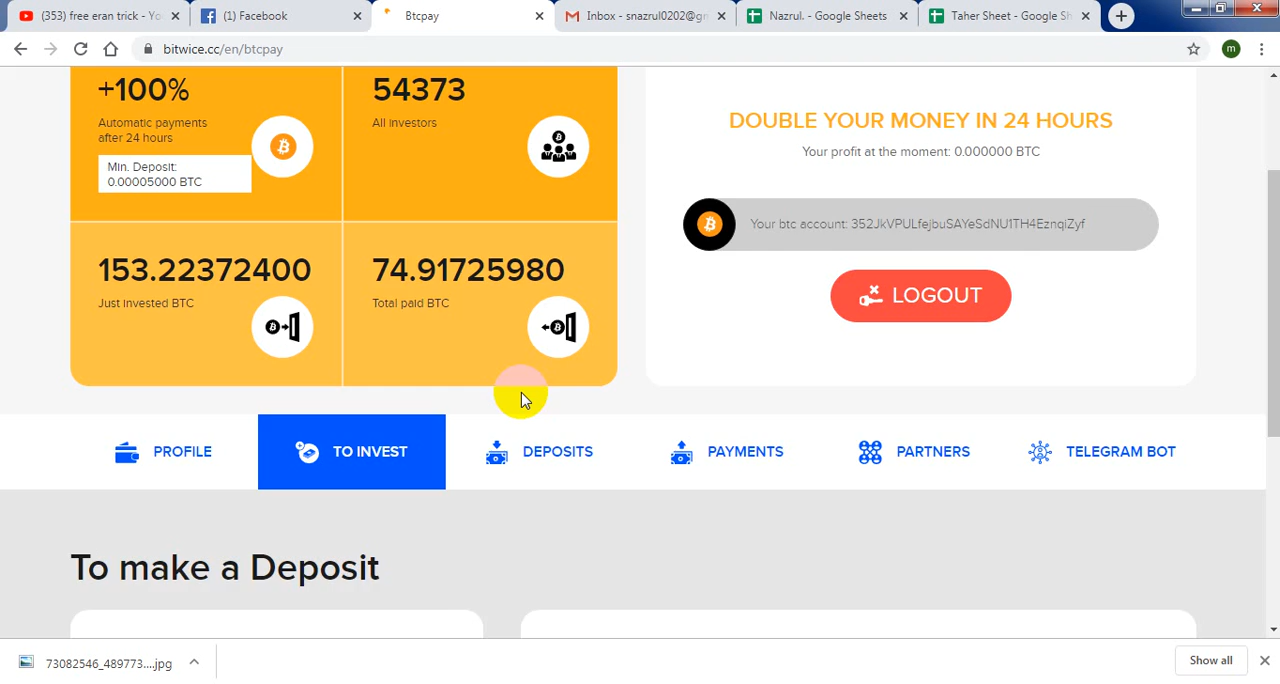 (353) free eran trick - Yo
(1) Facebook
Btcpay
Inbox - snazrul0202@g
Nazrul. - Google Sheets
Taher Sheet - Google Sh
bitwice.cc/en/btcpay
m
+100%
Automatic payments
after 24 hours
Min. Deposit:
0.00005000 BTC
54373
All investors
153.22372400
Just invested BTC
74.91725980
Total paid BTC
DOUBLE YOUR MONEY IN 24 HOURS
Your profit at the moment: 0.000000 BTC
Your btc account: 352JkVPULfejbuSAYeSdNU1TH4EznqiZyf
LOGOUT
PROFILE
TO INVEST
DEPOSITS
PAYMENTS
PARTNERS
TELEGRAM BOT
To make a Deposit
73082546_489773....jpg
Show all